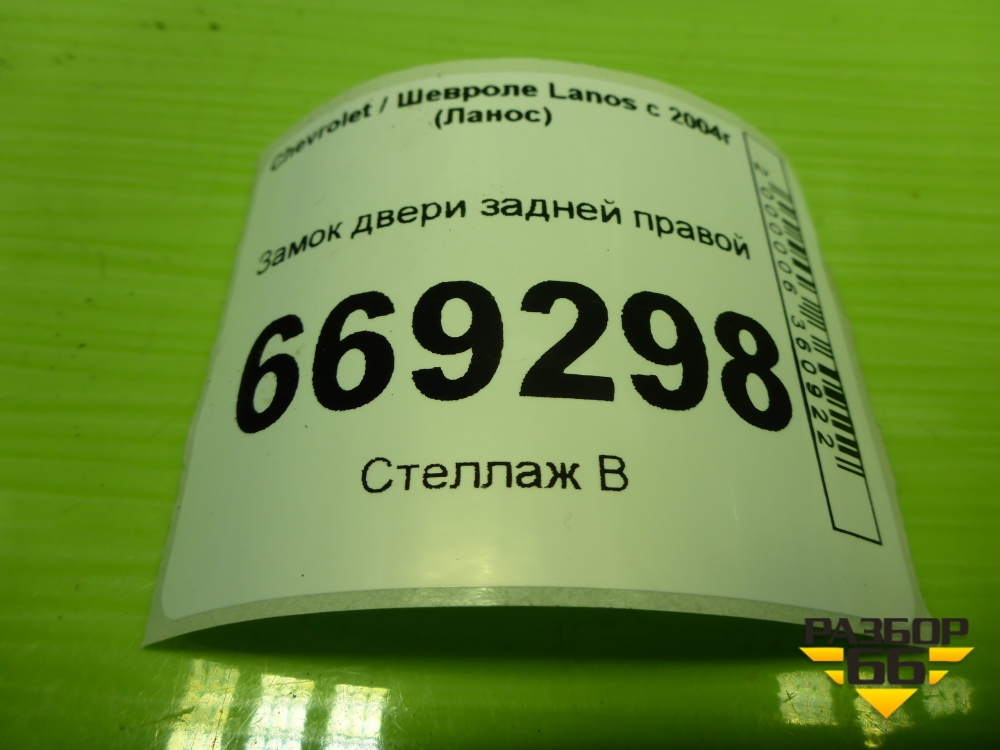 Chevrolet / Шевроле Lanos с 2004г
(Ланос)
Замок двери задней правой
669298
Стеллаж В
2000006360922
РАЗБОР
66